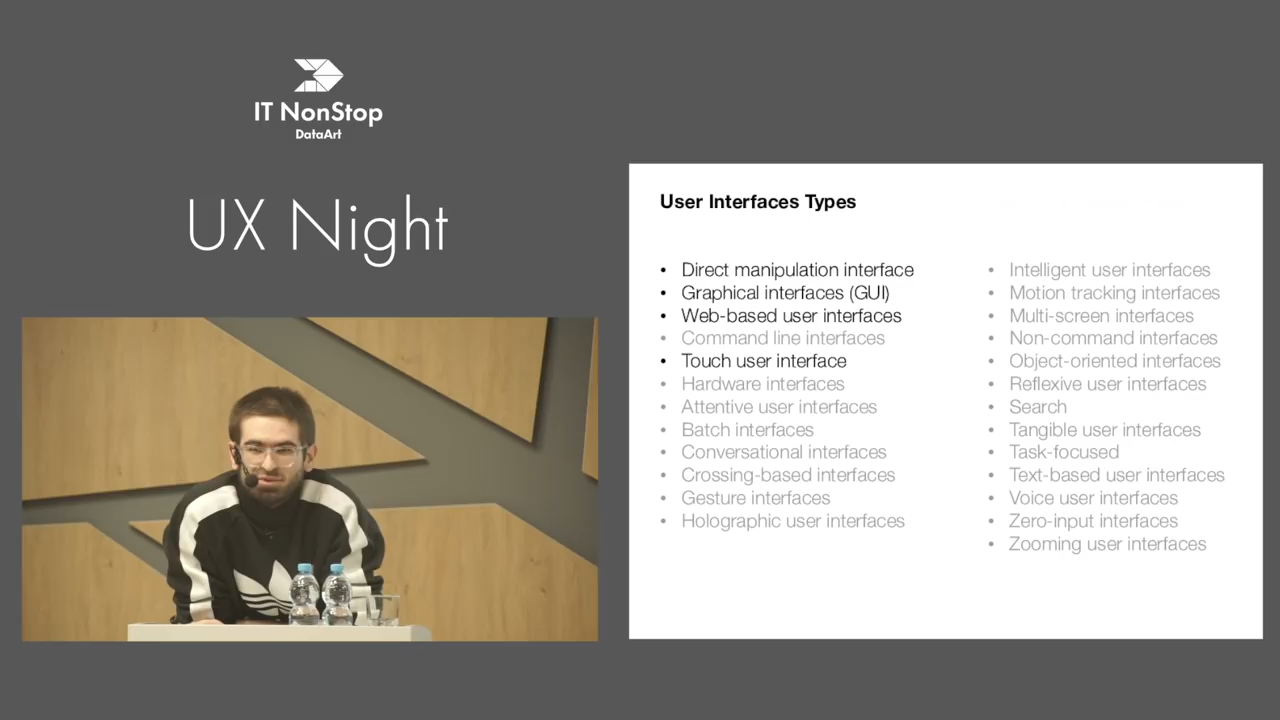 IT NonStop
DataArt
UX Night
User Interfaces Types
• Direct manipulation interface
• Graphical interfaces (GUI)
• Web-based user interfaces
• Command line interfaces
• Touch user interface
• Hardware interfaces
• Attentive user interfaces
• Batch interfaces
• Conversational interfaces
• Crossing-based interfaces
• Gesture interfaces
• Holographic user interfaces
• Intelligent user interfaces
• Motion tracking interfaces
• Multi-screen interfaces
• Non-command interfaces
• Object-oriented interfaces
• Reflexive user interfaces
• Search
• Tangible user interfaces
• Task-focused
• Text-based user interfaces
• Voice user interfaces
• Zero-input interfaces
• Zooming user interfaces